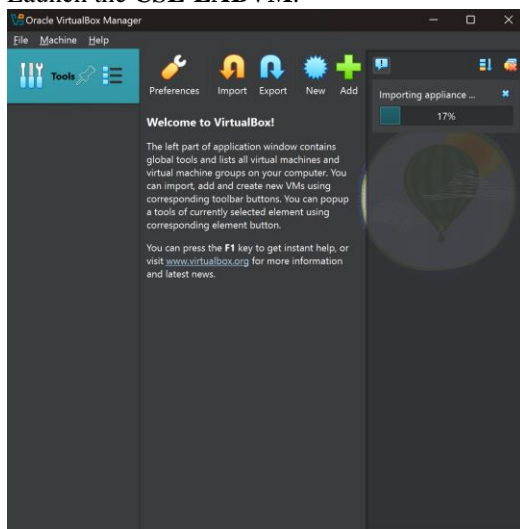 Launch the CSE-LABVM.
Oracle VirtualBox Manager
File Machine Help
Tools
Preferences Import Export New Add
Importing appliance ...
17%
Welcome to VirtualBox!
The left part of application window contains
global tools and lists all virtual machines and
virtual machine groups on your computer. You
can import, add and create new VMs using
corresponding toolbar buttons. You can popup
a tools of currently selected element using
corresponding element button.
You can press the F1 key to get instant help, or
visit www.virtualbox.org for more information
and latest news.